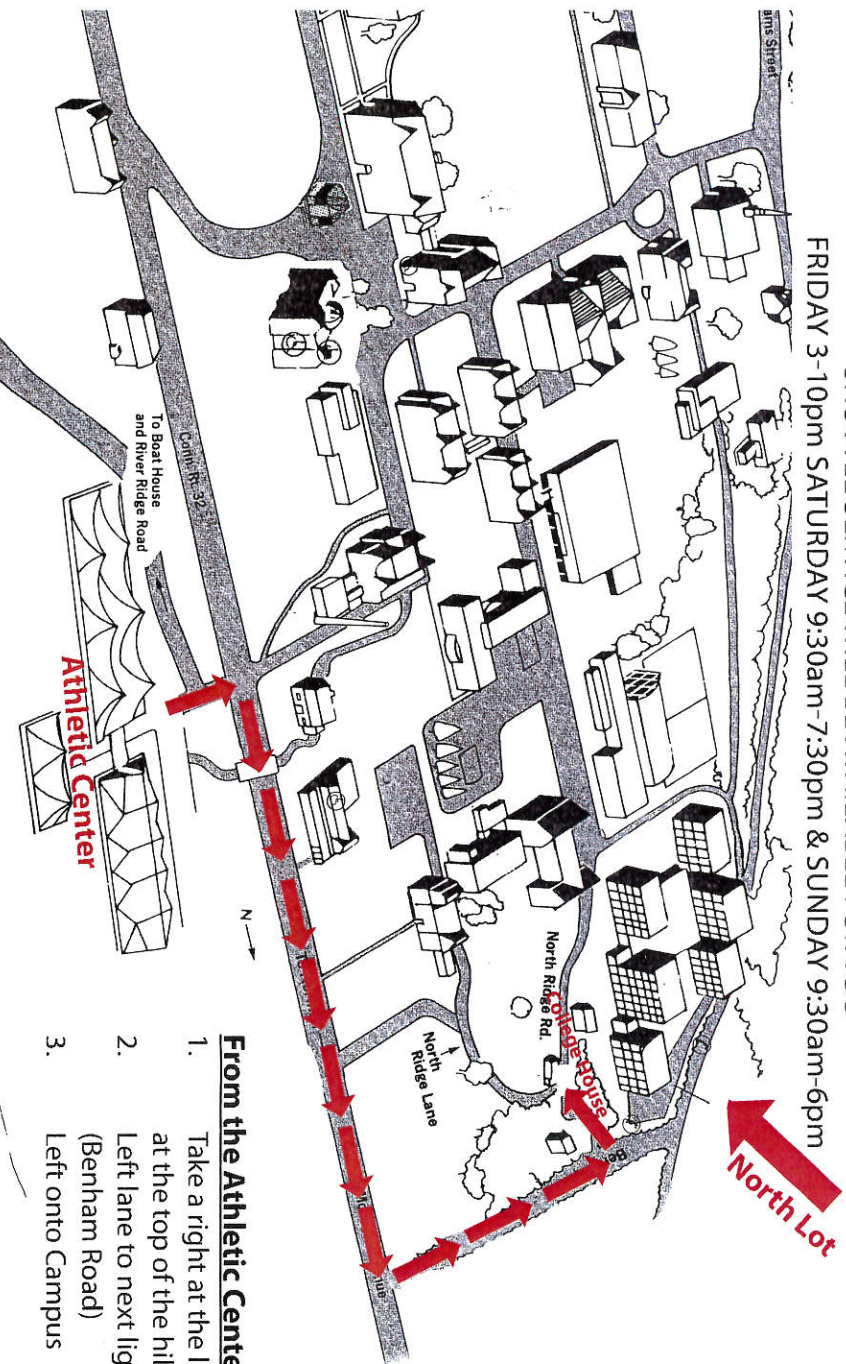 FRIDAY 3-10pm SATURDAY 9:30am-7:30pm & SUNDAY 9:30am-6pm
Street
North Lot
College House
North Ridge Rd.
North
Ridge Lane
Conn. Rt. 32
To Boat House
and River Ridge Road
Athletic Center
N
From the Athletic Cente
1. Take a right at the l
at the top of the hil
2. Left lane to next lig
(Benham Road)
3. Left onto Campus